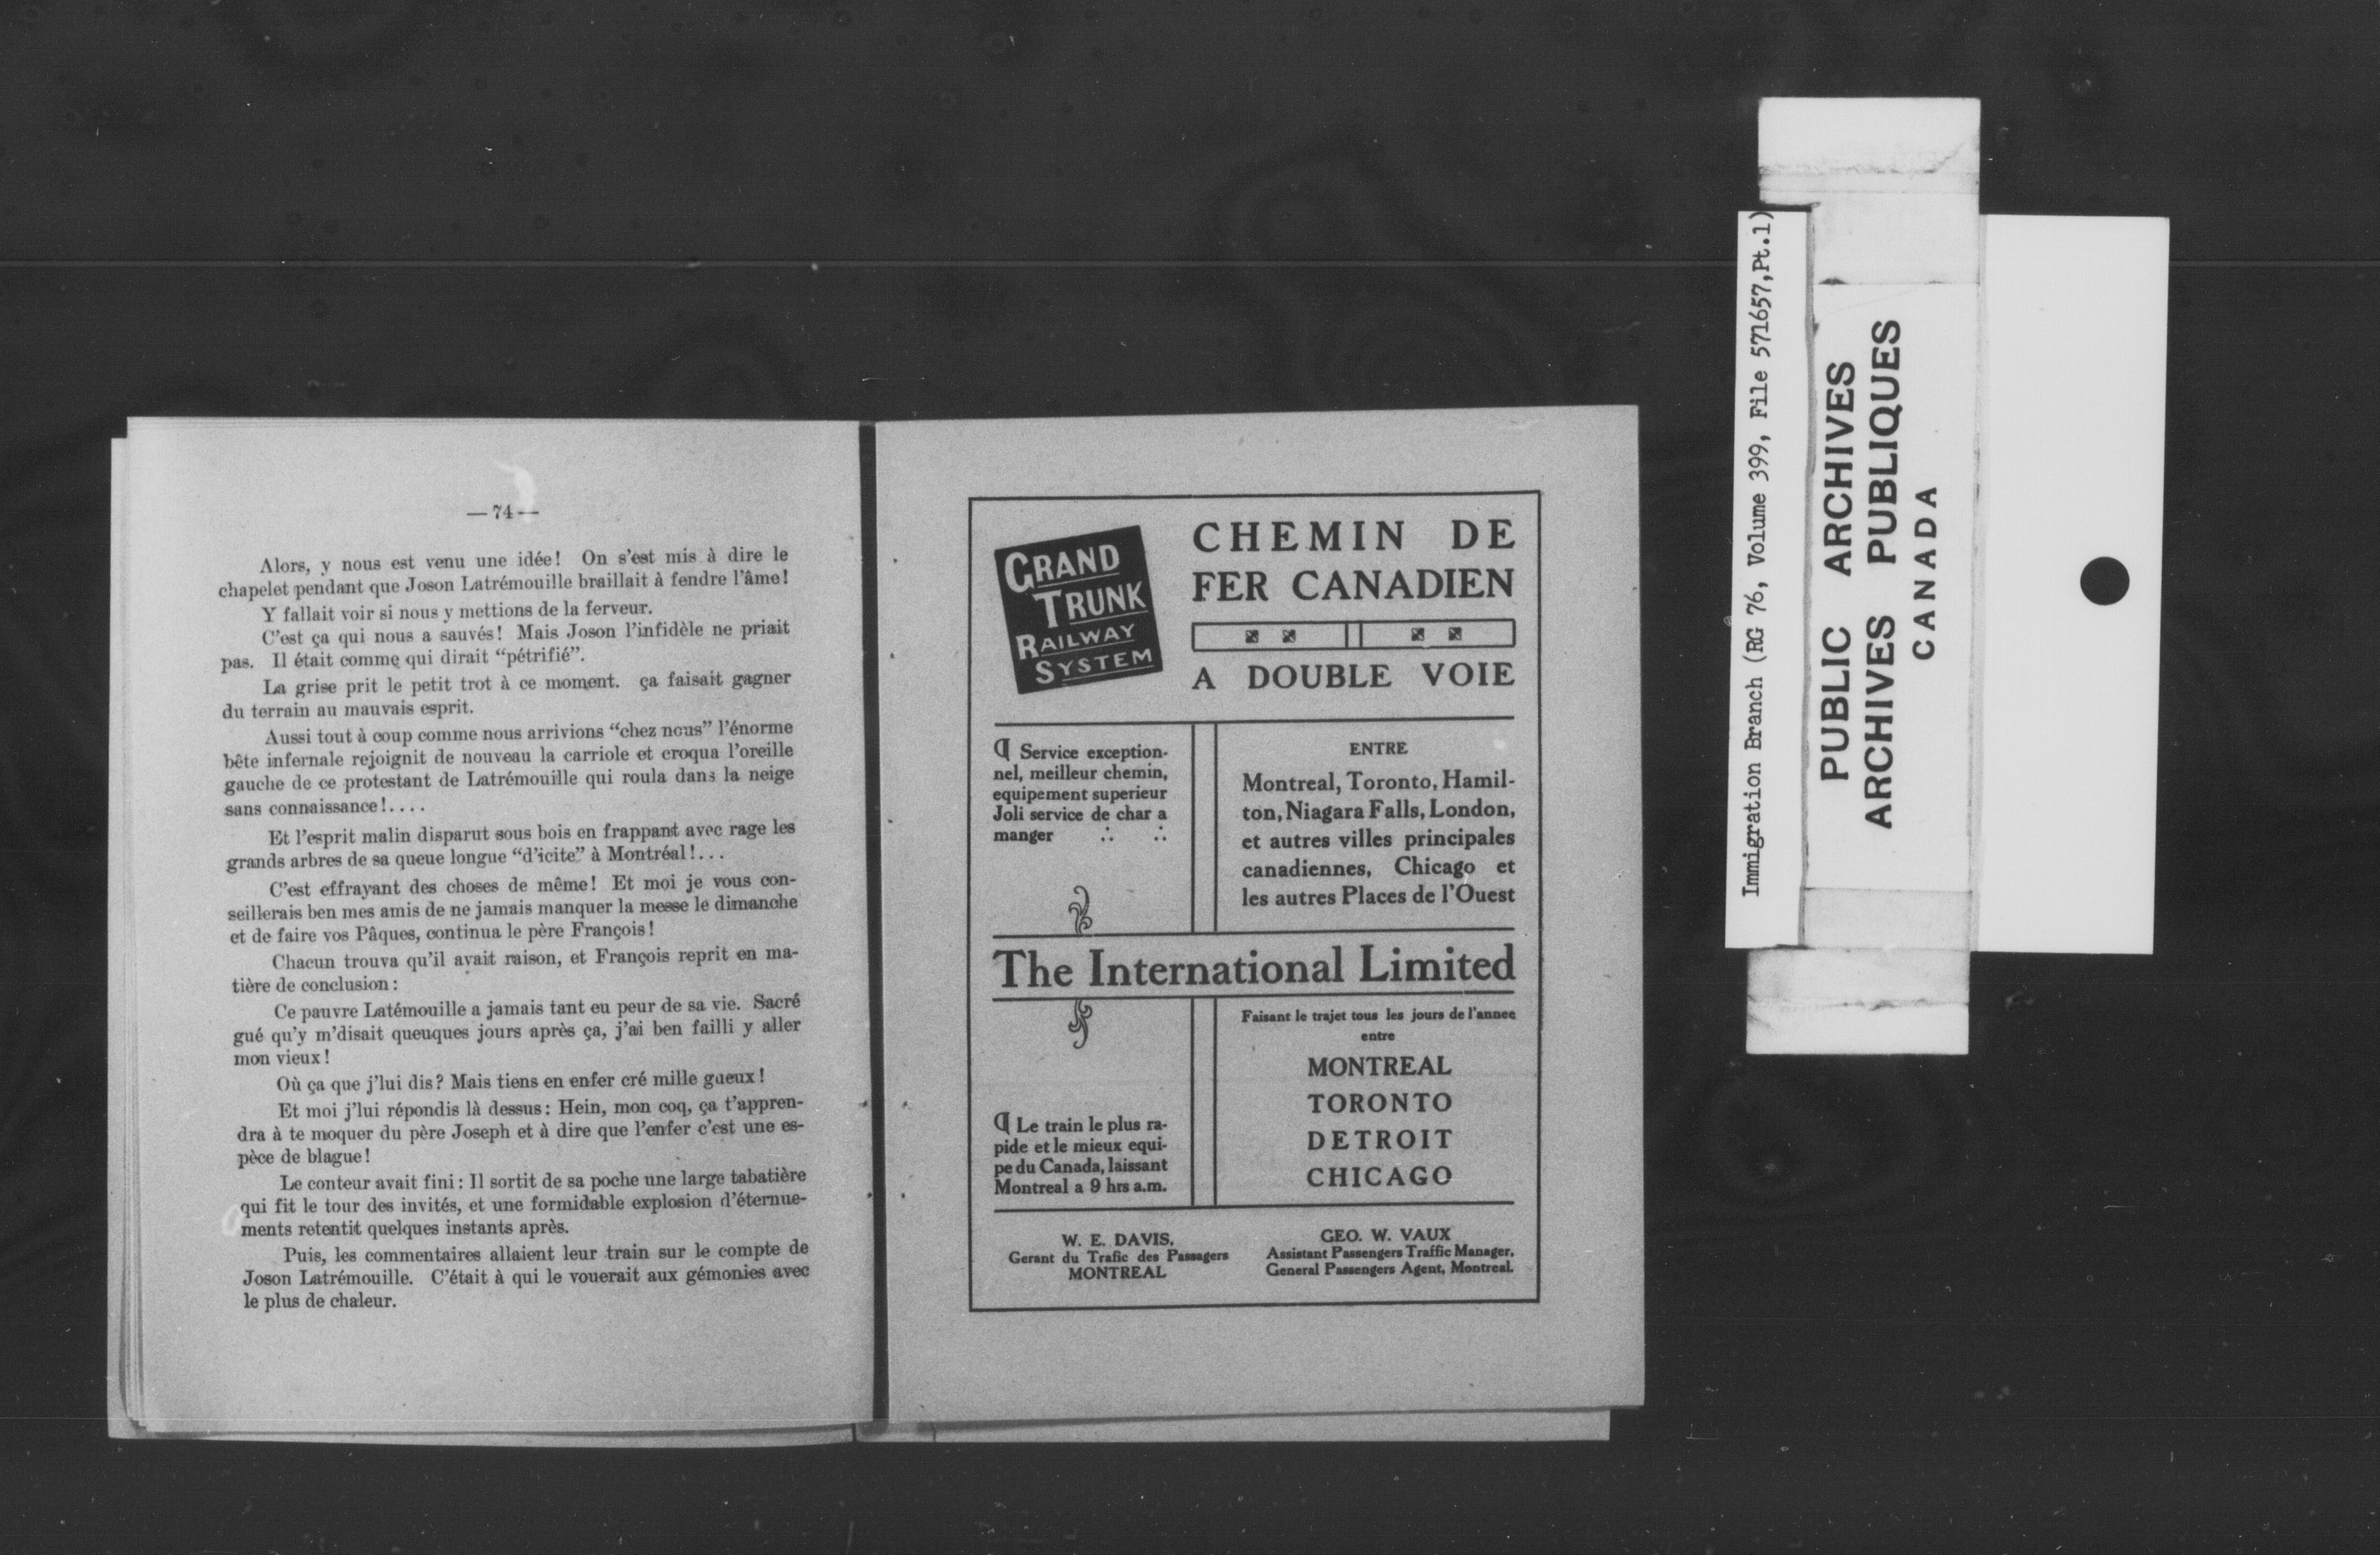 — 74 —
Alors, y nous est venu une idée! On s'est mis à dire le
chapelet pendant que Joson Latrémouille braillait à fendre l'âme!
Y fallait voir si nous y mettions de la ferveur.
C'est ça qui nous a sauvés! Mais Joson l'infidèle ne priait
pas. Il était comme qui dirait "pétrifié".
La grise prit le petit trot à ce moment. ça faisait gagner
du terrain au mauvais esprit.
Aussi tout à coup comme nous arrivions "chez nous" l'énorme
bête infernale rejoignit de nouveau la carriole et croqua l'oreille
gauche de ce protestant de Latrémouille qui roula dans la neige
sans connaissance!....
Et l'esprit malin disparut sous bois en frappant avec rage les
grands arbres de sa queue longue "d'icite" à Montréal!...
C'est effrayant des choses de même! Et moi je vous con-
seillerais ben mes amis de ne jamais manquer la messe le dimanche
et de faire vos Pâques, continua le père François!
Chacun trouva qu'il avait raison, et François reprit en ma-
tière de conclusion:
Ce pauvre Latémouille a jamais tant eu peur de sa vie. Sacré
gué qu'y m'disait queuques jours après ça, j'ai ben failli y aller
mon vieux!
Où ça que j'lui dis? Mais tiens en enfer cré mille gueux!
Et moi j'lui répondis là dessus: Hein, mon coq, ça t'appren-
dra à te moquer du père Joseph et à dire que l'enfer c'est une es-
pèce de blague!
Le conteur avait fini: Il sortit de sa poche une large tabatière
qui fit le tour des invités, et une formidable explosion d'éternue-
ments retentit quelques instants après.
Puis, les commentaires allaient leur train sur le compte de
Joson Latrémouille. C'était à qui le vouerait aux gémonies avec
le plus de chaleur.
GRAND
TRUNK
RAILWAY
SYSTEM
CHEMIN DE
FER CANADIEN
A DOUBLE VOIE
¶ Service exception-
nel, meilleur chemin,
equipement superieur
Joli service de char a
manger ∴ ∴
ENTRE
Montreal, Toronto, Hamil-
ton, Niagara Falls, London,
et autres villes principales
canadiennes, Chicago et
les autres Places de l'Ouest
The International Limited
¶ Le train le plus ra-
pide et le mieux equi-
pe du Canada, laissant
Montreal a 9 hrs a.m.
Faisant le trajet tous les jours de l'annee
entre
MONTREAL
TORONTO
DETROIT
CHICAGO
W. E. DAVIS,
Gerant du Trafic des Passagers
MONTREAL
GEO. W. VAUX
Assistant Passengers Traffic Manager,
General Passengers Agent, Montreal.
Immigration Branch (RG 76, Volume 399, File 571657,Pt.1)
PUBLIC ARCHIVES
ARCHIVES PUBLIQUES
CANADA